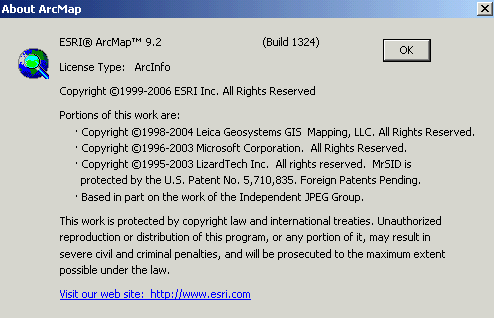 About ArcMap
ESRI® ArcMap™ 9.2 (Build 1324)
OK
License Type: ArcInfo
Copyright ©1999-2006 ESRI Inc. All Rights Reserved
Portions of this work are:
· Copyright ©1998-2004 Leica Geosystems GIS Mapping, LLC. All Rights Reserved.
· Copyright ©1996-2003 Microsoft Corporation. All Rights Reserved.
· Copyright ©1995-2003 LizardTech Inc. All rights reserved. MrSID is
protected by the U.S. Patent No. 5,710,835. Foreign Patents Pending.
· Based in part on the work of the Independent JPEG Group.
This work is protected by copyright law and international treaties. Unauthorized
reproduction or distribution of this program, or any portion of it, may result in
severe civil and criminal penalties, and will be prosecuted to the maximum extent
possible under the law.
Visit our web site: http://www.esri.com